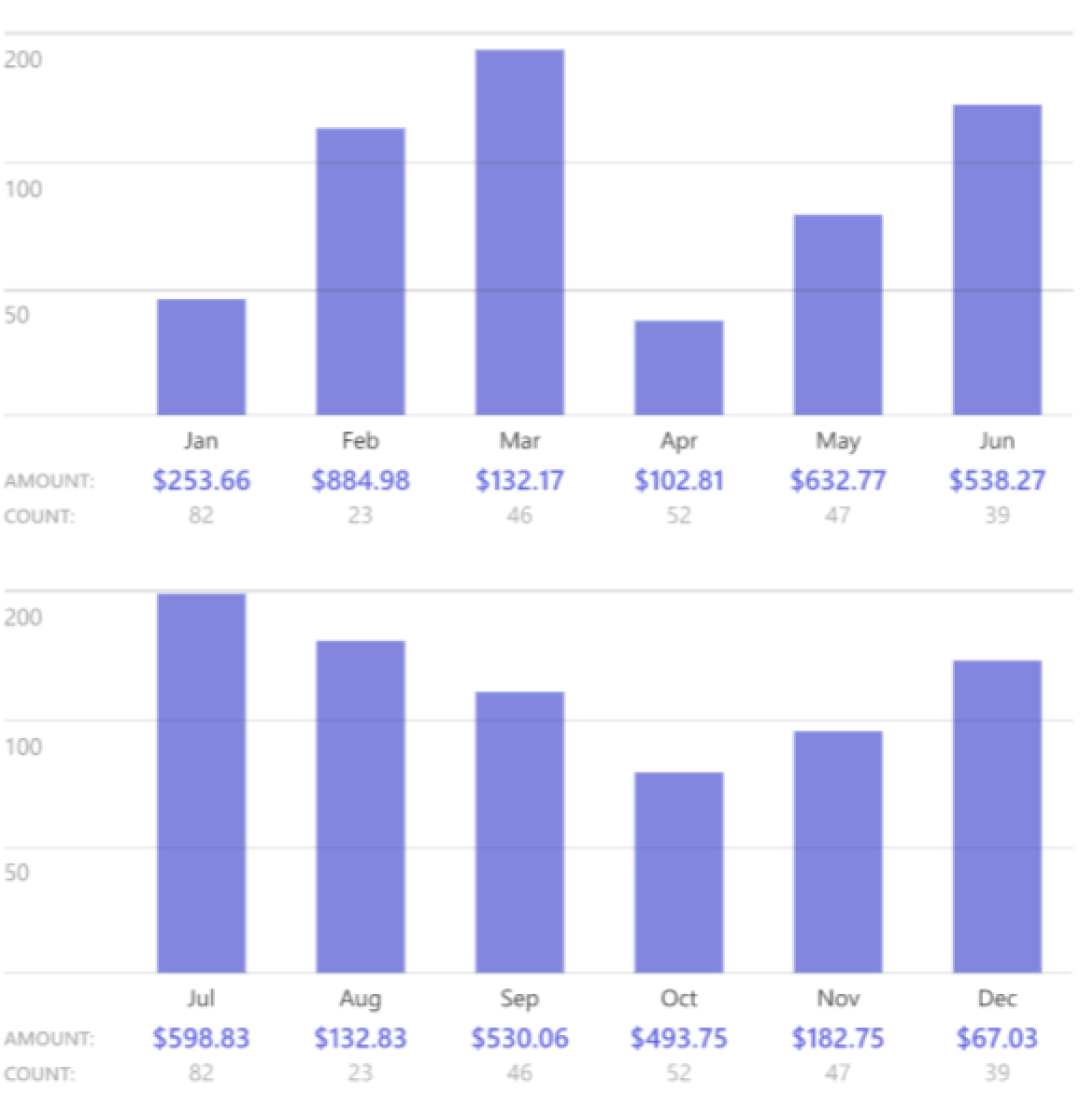 200
100
50
Jan Feb Mar Apr May Jun
AMOUNT: $253.66 $884.98 $132.17 $102.81 $632.77 $538.27
COUNT: 82 23 46 52 47 39
200
100
50
Jul Aug Sep Oct Nov Dec
AMOUNT: $598.83 $132.83 $530.06 $493.75 $182.75 $67.03
COUNT: 82 23 46 52 47 39